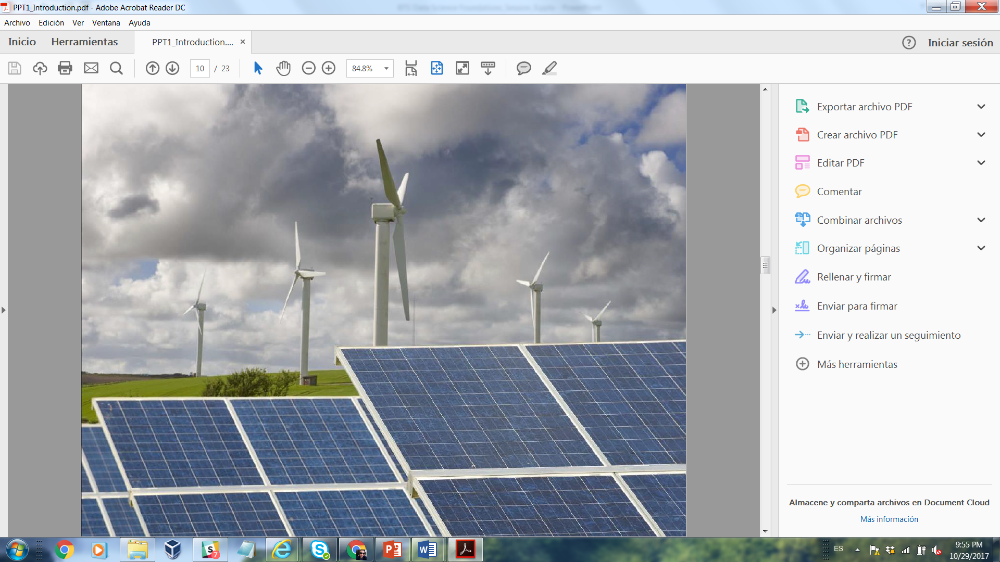 PPT1_Introduction.pdf - Adobe Acrobat Reader DC
Archivo Edición Ver Ventana Ayuda
Inicio Herramientas PPT1_Introduction.... × ? Iniciar sesión
10 / 23 84.8%
Exportar archivo PDF
Crear archivo PDF
Editar PDF
Comentar
Combinar archivos
Organizar páginas
Rellenar y firmar
Enviar para firmar
Enviar y realizar un seguimiento
Más herramientas
Almacene y comparta archivos en Document Cloud
Más información
7
ES
9:55 PM
10/29/2017